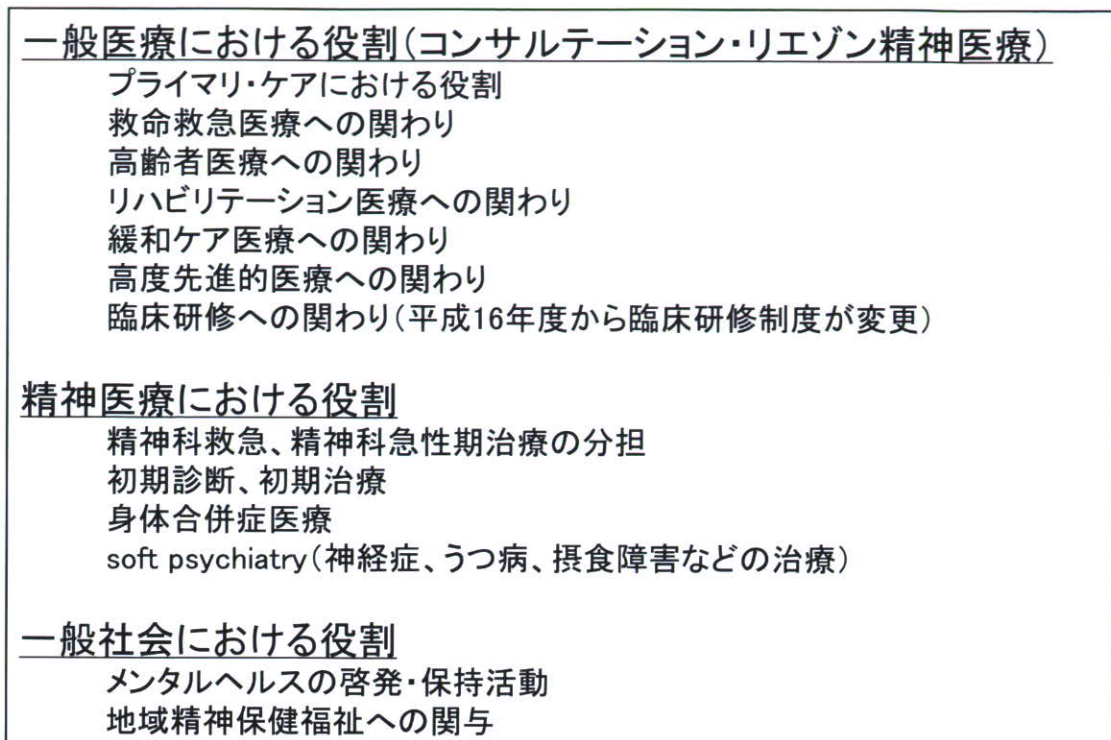 一般医療における役割(コンサルテーション・リエゾン精神医療)
プライマリ・ケアにおける役割
救命救急医療への関わり
高齢者医療への関わり
リハビリテーション医療への関わり
緩和ケア医療への関わり
高度先進的医療への関わり
臨床研修への関わり(平成16年度から臨床研修制度が変更)
精神医療における役割
精神科救急、精神科急性期治療の分担
初期診断、初期治療
身体合併症医療
soft psychiatry(神経症、うつ病、摂食障害などの治療)
一般社会における役割
メンタルヘルスの啓発・保持活動
地域精神保健福祉への関与